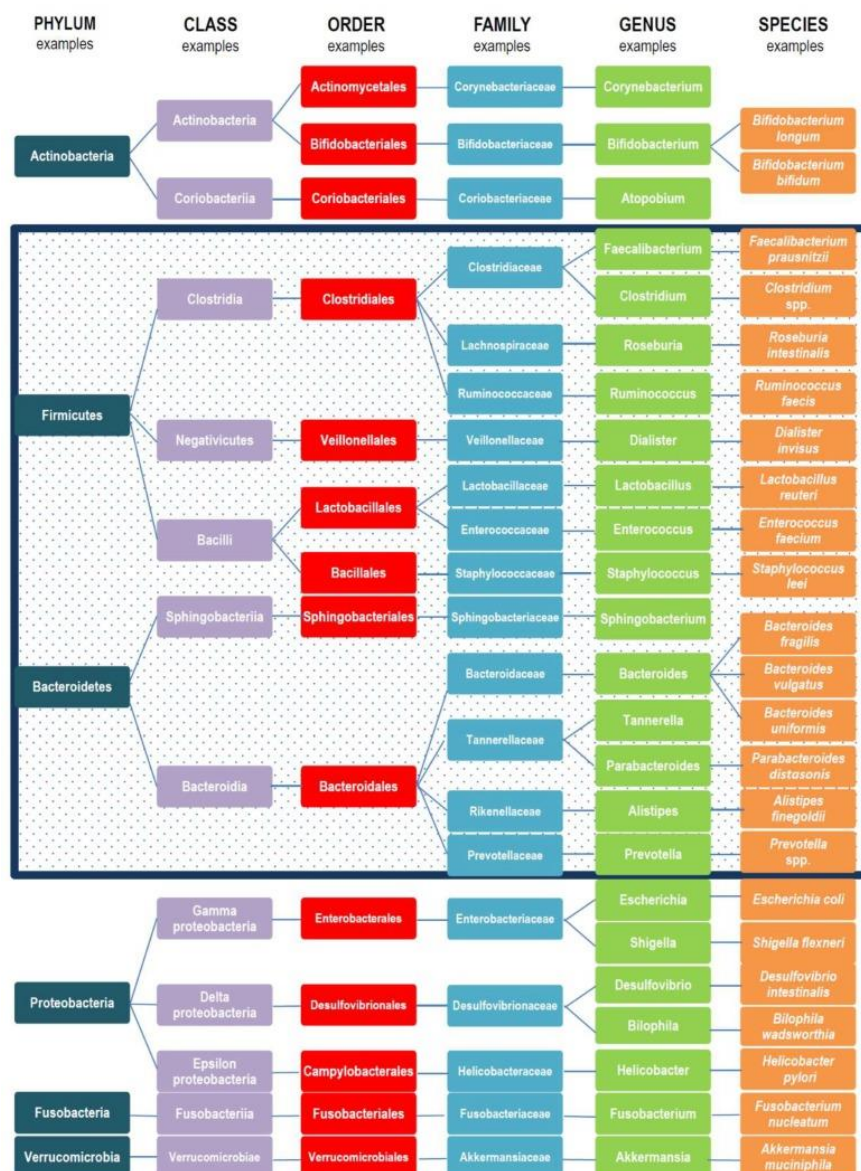 PHYLUM
examples
CLASS
examples
ORDER
examples
FAMILY
examples
GENUS
examples
SPECIES
examples
Actinobacteria
Actinobacteria
Actinomycetales
Corynebacteriaceae
Corynebacterium
Bifidobacteriales
Bifidobacteriaceae
Bifidobacterium
Bifidobacterium
longum
Bifidobacterium
bifidum
Coriobacteriia
Coriobacteriales
Coriobacteriaceae
Atopobium
Firmicutes
Clostridia
Clostridiales
Clostridiaceae
Faecalibacterium
Faecalibacterium
prausnitzii
Clostridium
Clostridium
spp.
Lachnospiraceae
Roseburia
Roseburia
intestinalis
Ruminococcaceae
Ruminococcus
Ruminococcus
faecis
Negativicutes
Veillonellales
Veillonellaceae
Dialister
Dialister
invisus
Bacilli
Lactobacillales
Lactobacillaceae
Lactobacillus
Lactobacillus
reuteri
Enterococcaceae
Enterococcus
Enterococcus
faecium
Bacillales
Staphylococcaceae
Staphylococcus
Staphylococcus
leei
Bacteroidetes
Sphingobacteriia
Sphingobacteriales
Sphingobacteriaceae
Sphingobacterium
Bacteroidia
Bacteroidales
Bacteroidaceae
Bacteroides
Bacteroides
fragilis
Bacteroides
vulgatus
Bacteroides
uniformis
Tannerellaceae
Tannerella
Parabacteroides
Parabacteroides
distasonis
Rikenellaceae
Alistipes
Alistipes
finegoldii
Prevotellaceae
Prevotella
Prevotella
spp.
Proteobacteria
Gamma
proteobacteria
Enterobacterales
Enterobacteriaceae
Escherichia
Escherichia coli
Shigella
Shigella flexneri
Delta
proteobacteria
Desulfovibrionales
Desulfovibrionaceae
Desulfovibrio
Desulfovibrio
intestinalis
Bilophila
Bilophila
wadsworthia
Epsilon
proteobacteria
Campylobacterales
Helicobacteraceae
Helicobacter
Helicobacter
pylori
Fusobacteria
Fusobacteriia
Fusobacteriales
Fusobacteriaceae
Fusobacterium
Fusobacterium
nucleatum
Verrucomicrobia
Verrucomicrobiae
Verrucomicrobiales
Akkermansiaceae
Akkermansia
Akkermansia
muciniphila